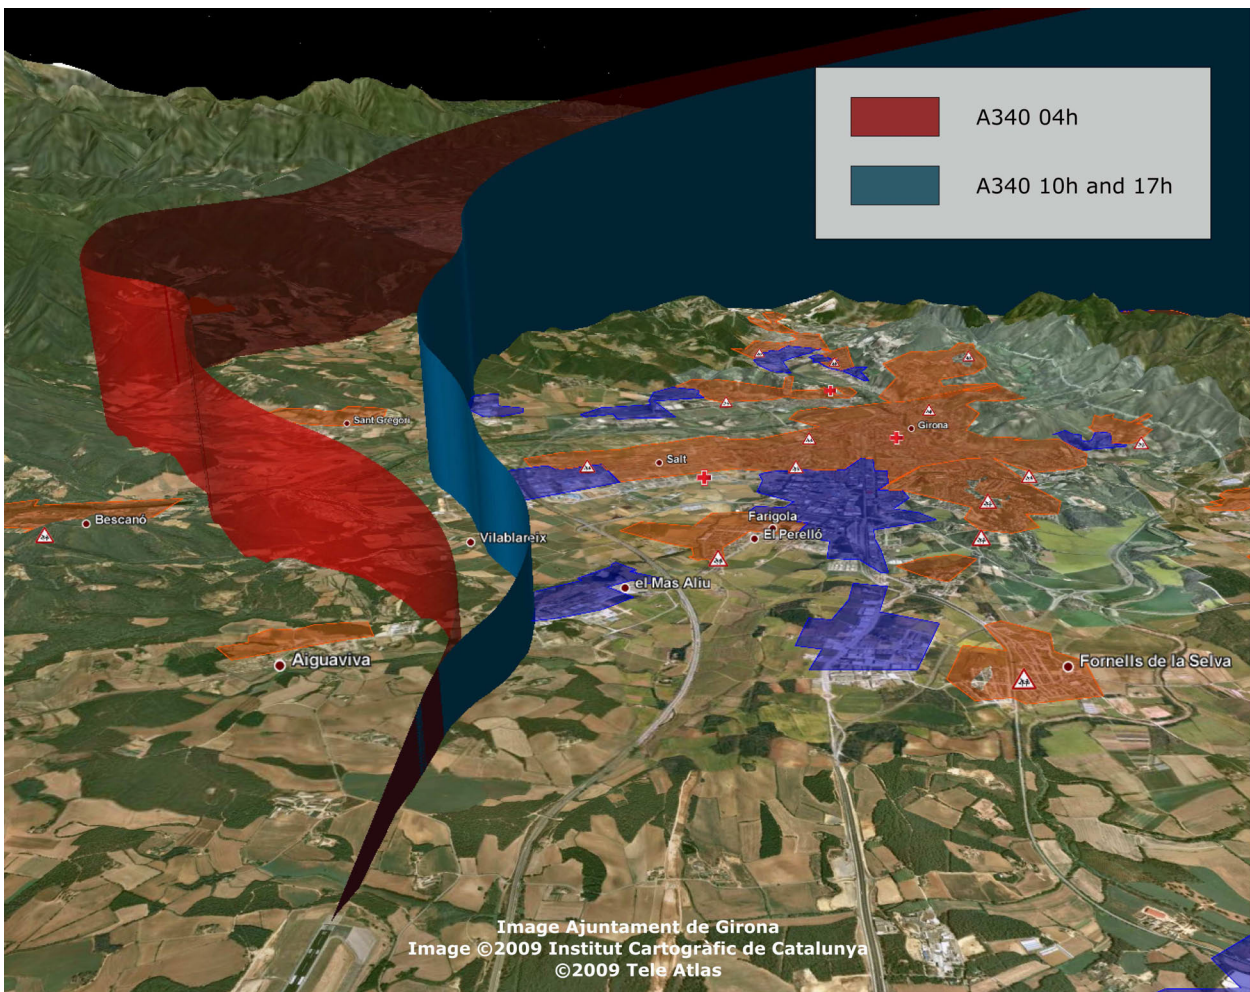 A340 04h
A340 10h and 17h
Sant Gregori
Girona
Salt
Bescanó
Farigola
El Perelló
Vilablareix
el Mas Aliu
Aiguaviva
Fornells de la Selva
Image Ajuntament de Girona
Image ©2009 Institut Cartogràfic de Catalunya
©2009 Tele Atlas